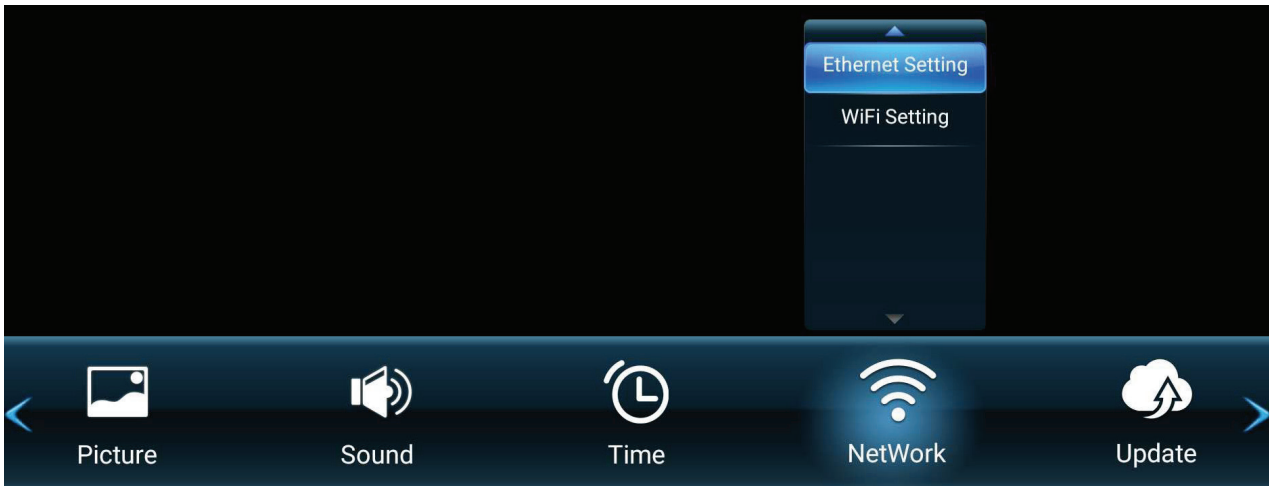 Ethernet Setting
WiFi Setting
Picture
Sound
Time
NetWork
Update